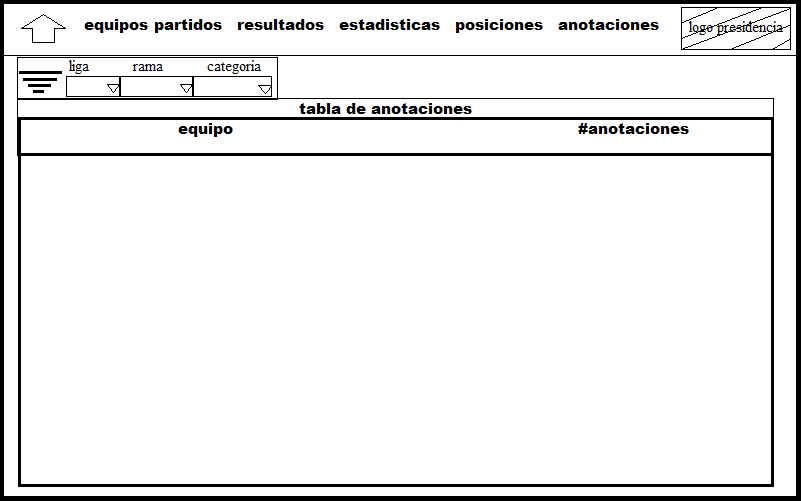 equipos partidos resultados estadisticas posiciones anotaciones logo presidencia
liga rama categoria
tabla de anotaciones
equipo #anotaciones